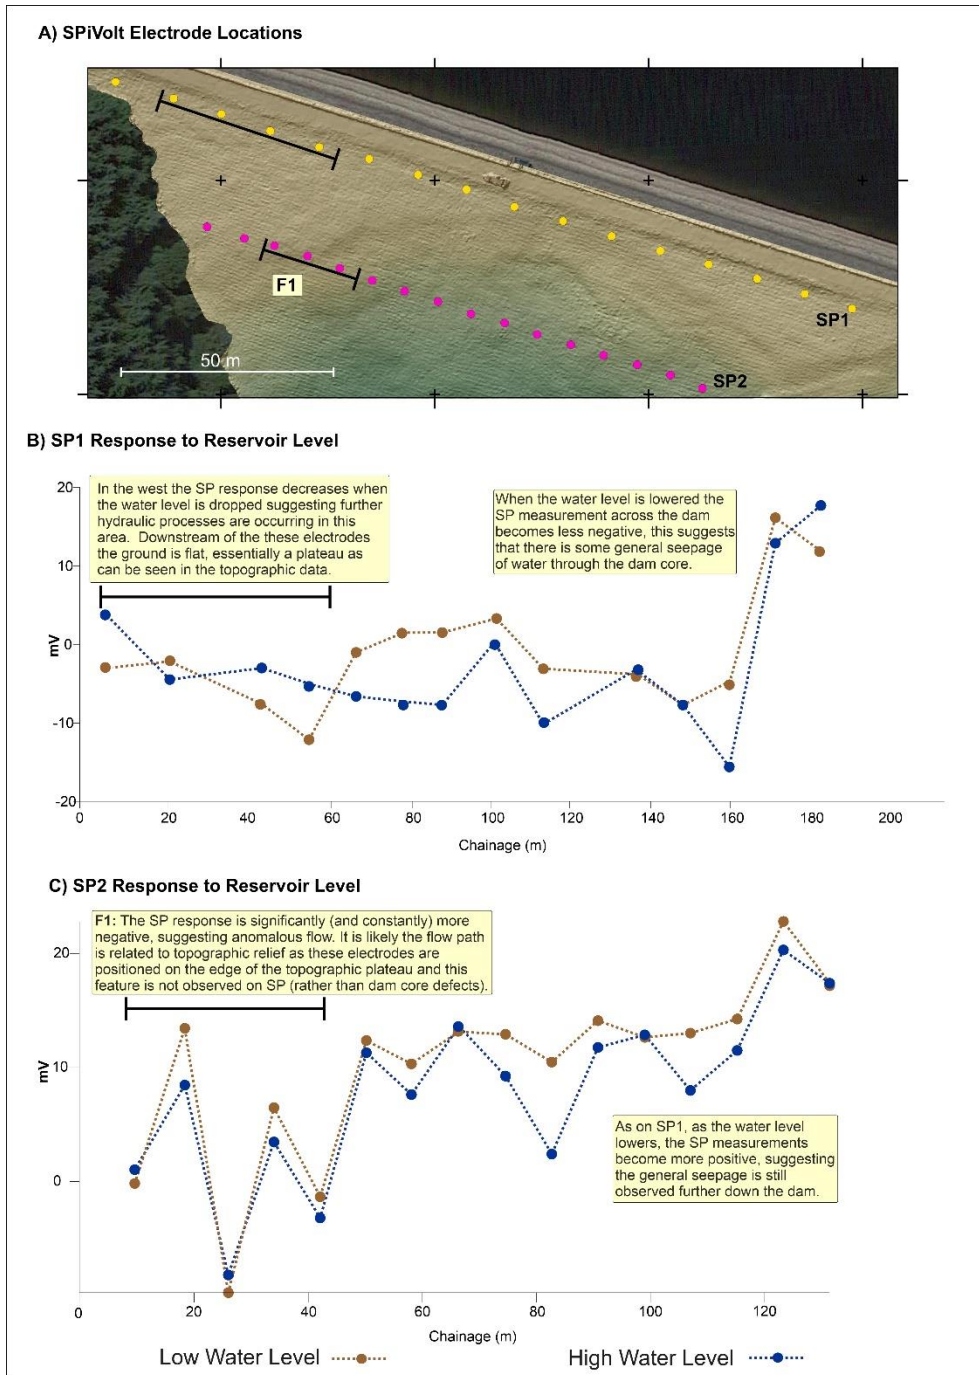 A) SPiVolt Electrode Locations
F1
SP1
50 m
SP2
B) SP1 Response to Reservoir Level
In the west the SP response decreases when
the water level is dropped suggesting further
hydraulic processes are occurring in this
area. Downstream of the these electrodes
the ground is flat, essentially a plateau as
can be seen in the topographic data.
When the water level is lowered the
SP measurement across the dam
becomes less negative, this suggests
that there is some general seepage
of water through the dam core.
20
10
0
-10
-20
mV
0 20 40 60 80 100 120 140 160 180 200
Chainage (m)
C) SP2 Response to Reservoir Level
F1: The SP response is significantly (and constantly) more
negative, suggesting anomalous flow. It is likely the flow path
is related to topographic relief as these electrodes are
positioned on the edge of the topographic plateau and this
feature is not observed on SP (rather than dam core defects).
20
10
0
mV
As on SP1, as the water level
lowers, the SP measurements
become more positive, suggesting
the general seepage is still
observed further down the dam.
0 20 40 60 80 100 120
Chainage (m)
Low Water Level
High Water Level